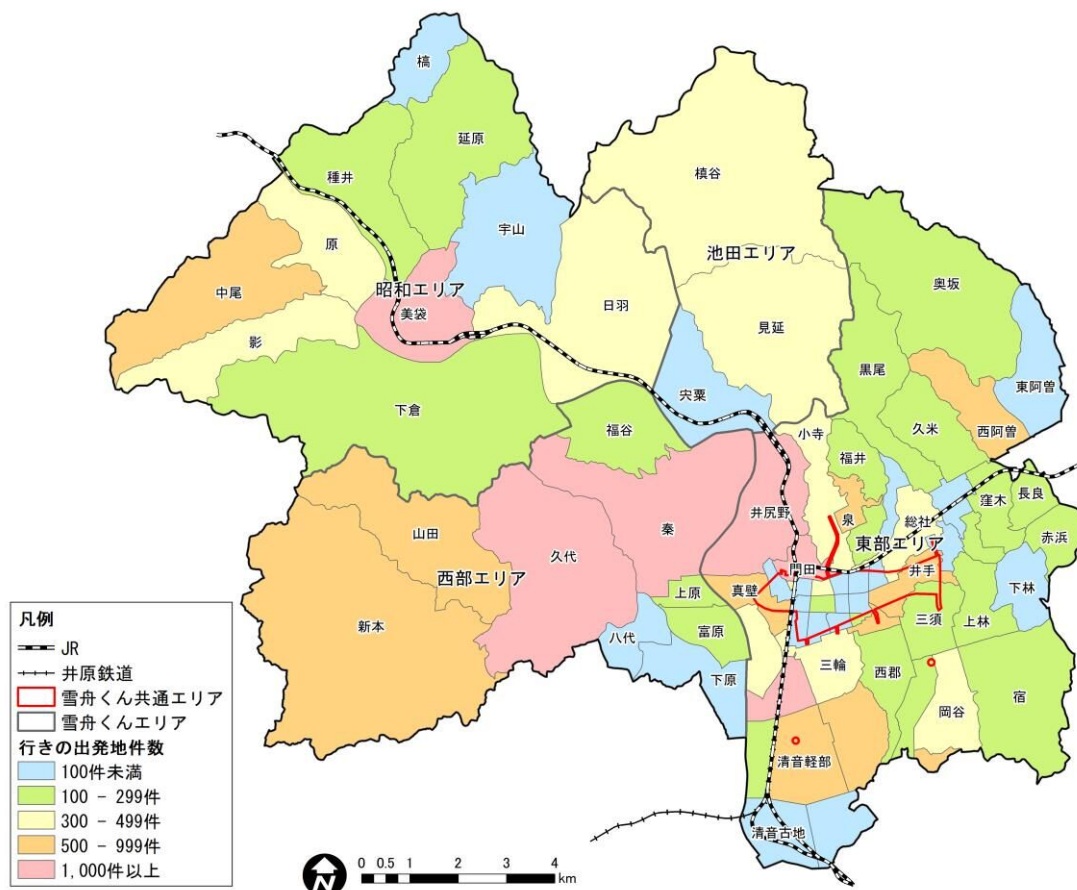 槁
延原
種井
槙谷
宇山
原
池田エリア
奥坂
中尾
昭和エリア
日羽
美袋
見延
影
黒尾
東阿曽
宍粟
下倉
小寺
久米
西阿曽
福谷
福井
長良
窪木
井尻野
泉
総社
山田
秦
赤浜
久代
東部エリア
西部エリア
門田
井手
下林
真壁
上原
新本
三須
上林
八代
富原
三輪
西郡
下原
宿
岡谷
清音軽部
清音古地
凡例
JR
井原鉄道
雪舟くん共通エリア
雪舟くんエリア
行きの出発地件数
100件未満
100 - 299件
300 - 499件
500 - 999件
1,000件以上
N
0 0.5 1 2 3 4
km